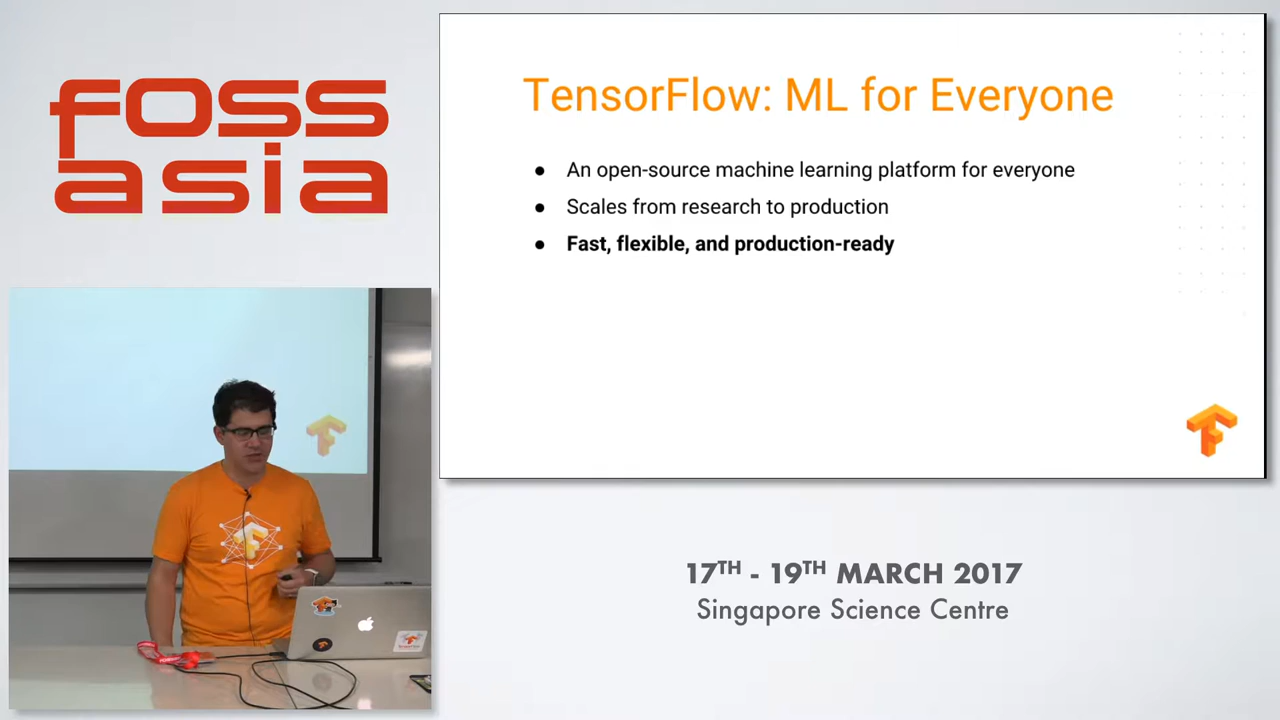 foss
asia
TensorFlow: ML for Everyone
● An open-source machine learning platform for everyone
● Scales from research to production
● Fast, flexible, and production-ready
17TH - 19TH MARCH 2017
Singapore Science Centre